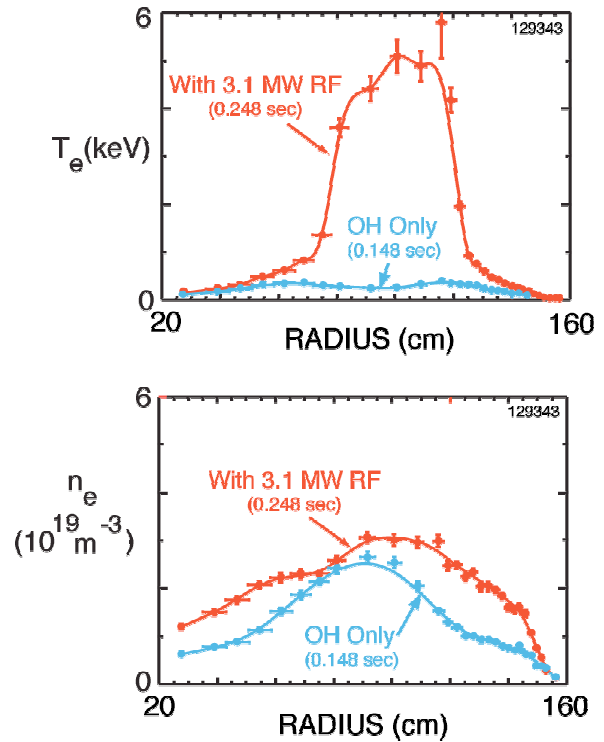 6
129343
With 3.1 MW RF
(0.248 sec)
Te(keV)
OH Only
(0.148 sec)
0
20
160
RADIUS (cm)
6
129343
ne
(10^19 m^-3)
With 3.1 MW RF
(0.248 sec)
OH Only
(0.148 sec)
0
20
160
RADIUS (cm)